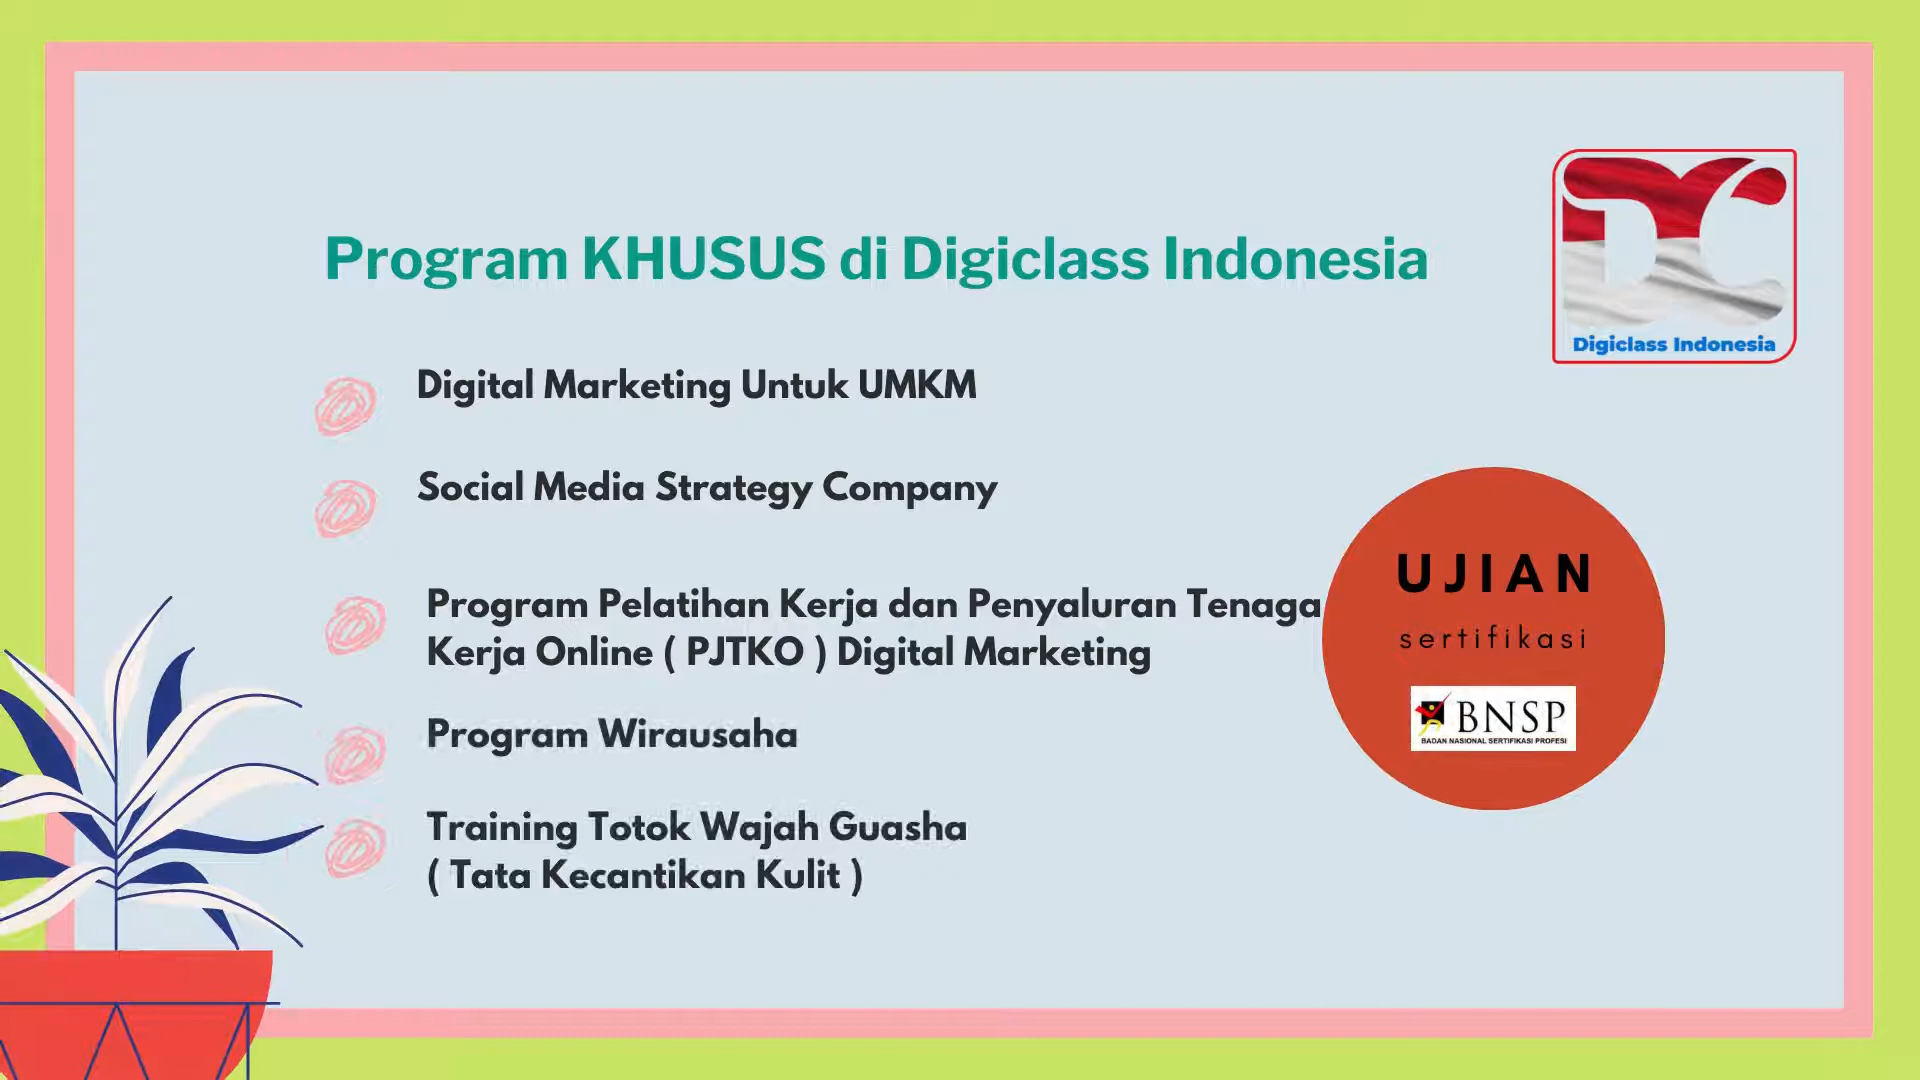 Program KHUSUS di Digiclass Indonesia
DC
Digiclass Indonesia
Digital Marketing Untuk UMKM
Social Media Strategy Company
Program Pelatihan Kerja dan Penyaluran Tenaga
Kerja Online ( PJTKO ) Digital Marketing
Program Wirausaha
Training Totok Wajah Guasha
( Tata Kecantikan Kulit )
UJIAN
sertifikasi
BNSP
BADAN NASIONAL SERTIFIKASI PROFESI